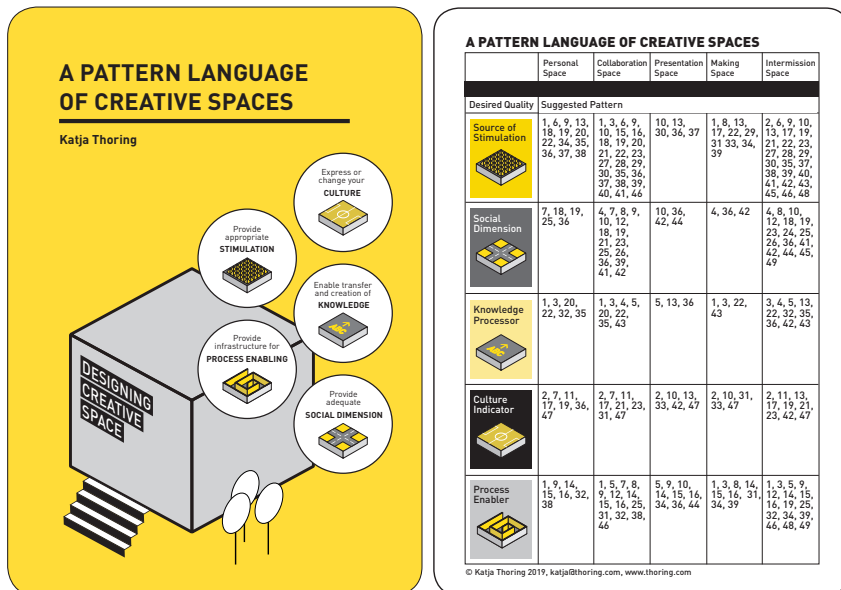 A PATTERN LANGUAGE
OF CREATIVE SPACES
Katja Thoring
Express or
change your
CULTURE
Provide
appropriate
STIMULATION
Enable transfer
and creation of
KNOWLEDGE
ABC
Provide
infrastructure for
PROCESS ENABLING
Provide
adequate
SOCIAL DIMENSION
DESIGNING
CREATIVE
SPACE
A PATTERN LANGUAGE OF CREATIVE SPACES
Personal Space
Collaboration Space
Presentation Space
Making Space
Intermission Space
Desired Quality
Suggested Pattern
Source of
Stimulation
1, 6, 9, 13,
18, 19, 20,
22, 34, 35,
36, 37, 38
1, 3, 6, 9,
10, 15, 16,
18, 19, 20,
21, 22, 23,
27, 28, 29,
30, 35, 36,
37, 38, 39,
40, 41, 46
10, 13,
30, 36, 37
1, 8, 13,
17, 22, 29,
31 33, 34,
39
2, 6, 9, 10,
13, 17, 19,
21, 22, 23,
27, 28, 29,
30, 35, 37,
38, 39, 40,
41, 42, 43,
45, 46, 48
Social
Dimension
7, 18, 19,
25, 36
4, 7, 8, 9,
10, 12,
18, 19,
21, 23,
25, 26,
36, 39,
41, 42
10, 36,
42, 44
4, 36, 42
4, 8, 10,
12, 18, 19,
23, 24, 25,
26, 36, 41,
42, 44, 45,
49
Knowledge
Processor
ABC
1, 3, 20,
22, 32, 35
1, 3, 4, 5,
20, 22,
35, 43
5, 13, 36
1, 3, 22,
43
3, 4, 5, 13,
22, 32, 35,
36, 42, 43
Culture
Indicator
2, 7, 11,
17, 19, 36,
47
2, 7, 11,
17, 21, 23,
31, 47
2, 10, 13,
33, 42, 47
2, 10, 31,
33, 47
2, 11, 13,
17, 19, 21,
23, 42, 47
Process
Enabler
1, 9, 14,
15, 16, 32,
38
1, 5, 7, 8,
9, 12, 14,
15, 16, 25,
31, 32, 38,
46
5, 9, 10,
14, 15, 16,
34, 36, 44
1, 3, 8, 14,
15, 16, 31,
34, 39
1, 3, 5, 9,
12, 14, 15,
16, 19, 25,
32, 34, 39,
46, 48, 49
© Katja Thoring 2019, katja@thoring.com, www.thoring.com